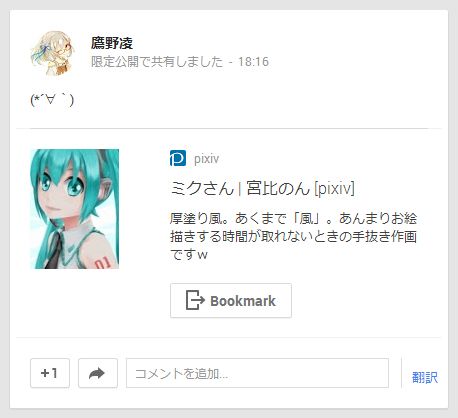 鷹野凌
限定公開で共有しました - 18:16
(*´∀｀)
pixiv
ミクさん | 宮比のん [pixiv]
厚塗り風。あくまで「風」。あんまりお絵
描きする時間が取れないときの手抜き作画
ですｗ
Bookmark
+1
コメントを追加...
翻訳
01